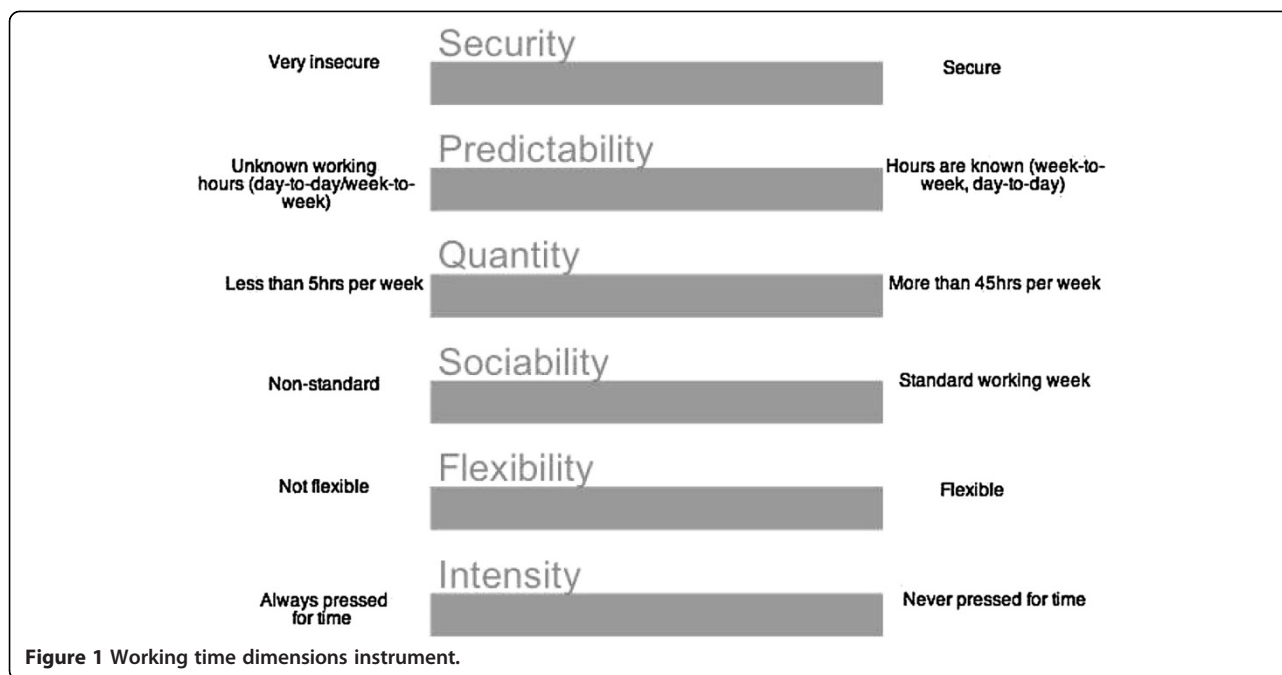 Security
Very insecure
Secure
Predictability
Unknown working
hours (day-to-day/week-to-
week)
Hours are known (week-to-
week, day-to-day)
Quantity
Less than 5hrs per week
More than 45hrs per week
Sociability
Non-standard
Standard working week
Flexibility
Not flexible
Flexible
Intensity
Always pressed
for time
Never pressed for time
Figure 1 Working time dimensions instrument.